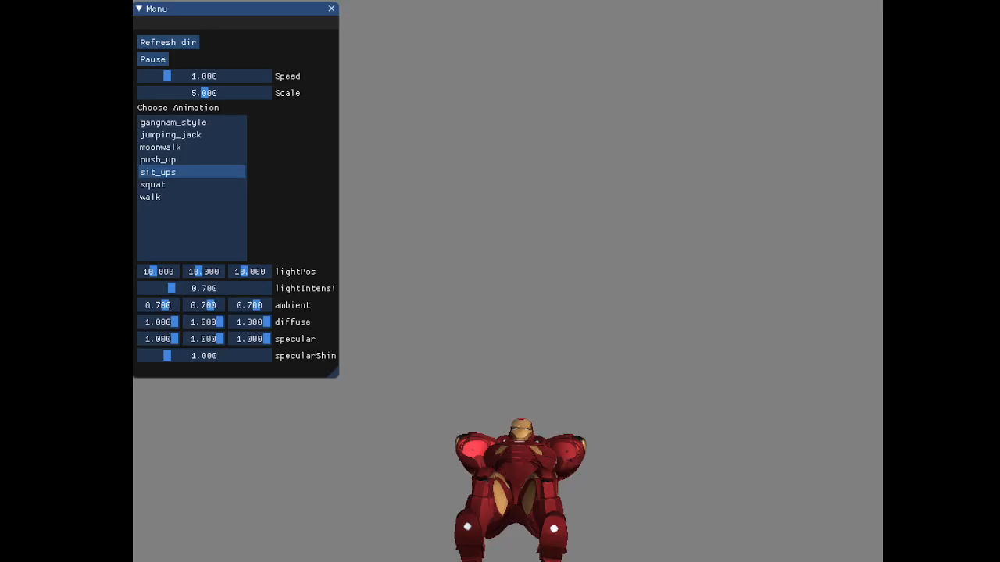 Menu
Refresh dir
Pause
1.000 Speed
5.000 Scale
Choose Animation
gangnam_style
jumping_jack
moonwalk
push_up
sit_ups
squat
walk
10.000 10.000 10.000 lightPos
0.700 lightIntensi
0.700 0.700 0.700 ambient
1.000 1.000 1.000 diffuse
1.000 1.000 1.000 specular
1.000 specularShin